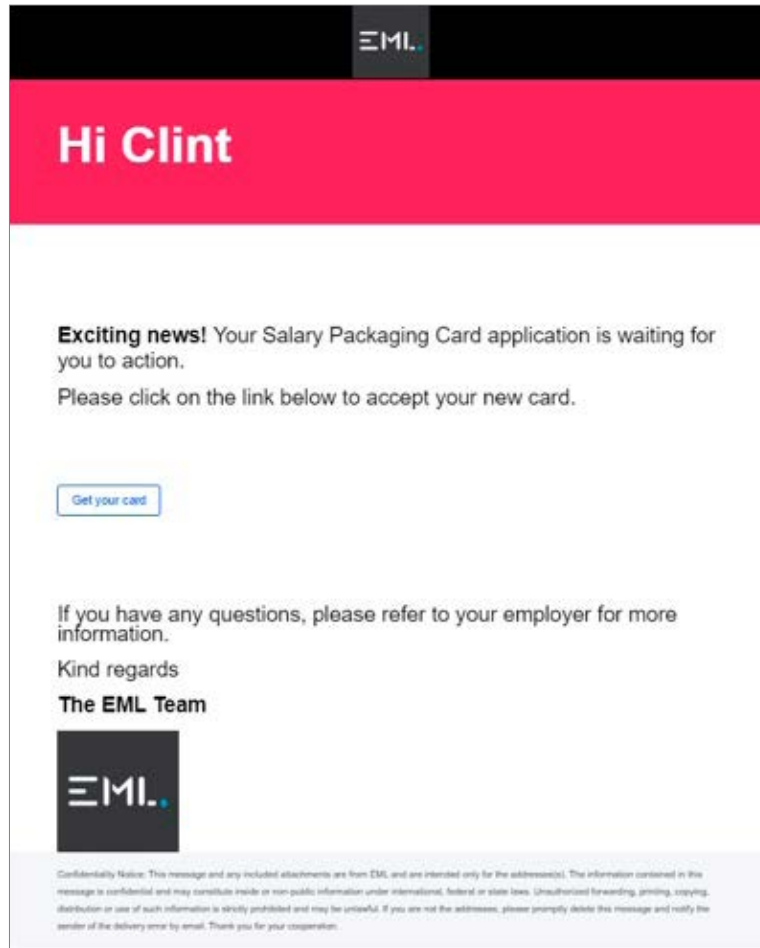 EML.
Hi Clint
Exciting news! Your Salary Packaging Card application is waiting for
you to action.
Please click on the link below to accept your new card.
Get your card
If you have any questions, please refer to your employer for more
information.
Kind regards
The EML Team
EML.
Confidentiality Notice: This message and any included attachments are from EML and are intended only for the addressee(s). The information contained in this
message is confidential and may constitute inside or non-public information under international, federal or state laws. Unauthorized forwarding, printing, copying,
distribution or use of such information is strictly prohibited and may be unlawful. If you are not the addressee, please promptly delete this message and notify the
sender of the delivery error by email. Thank you for your cooperation.